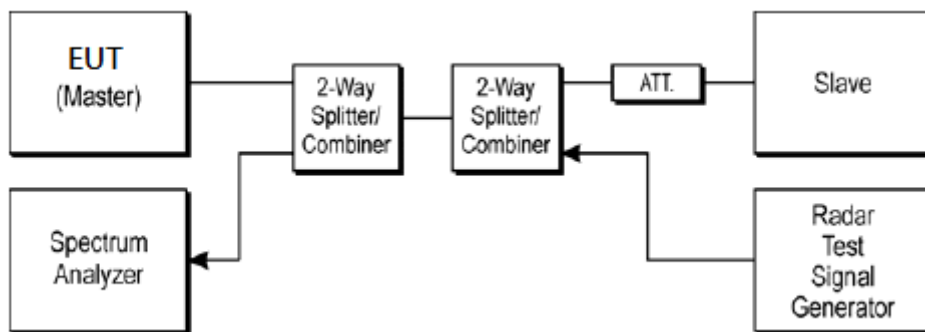 EUT
(Master)
2-Way
Splitter/
Combiner
2-Way
Splitter/
Combiner
ATT.
Slave
Spectrum
Analyzer
Radar
Test
Signal
Generator